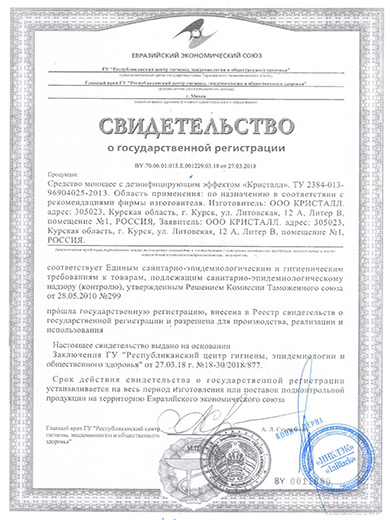 ЕВРАЗИЙСКИЙ ЭКОНОМИЧЕСКИЙ СОЮЗ
ГУ "Республиканский центр гигиены, эпидемиологии и общественного здоровья"
Главный врач ГУ "Республиканский центр гигиены, эпидемиологии и общественного здоровья"
г. Минск
СВИДЕТЕЛЬСТВО
о государственной регистрации
BY.70.06.01.015.E.001229.03.18 от 27.03.2018
Продукция:
Средство моющее с дезинфицирующим эффектом «Кристалл». ТУ 2384-013-
96904025-2013. Область применения: по назначению в соответствии с
рекомендациями фирмы изготовителя. Изготовитель: ООО КРИСТАЛЛ.
адрес: 305023, Курская область, г. Курск, ул. Литовская, 12 А, Литер В,
помещение №1, РОССИЯ, Заявитель: ООО КРИСТАЛЛ. адрес: 305023,
Курская область, г. Курск, ул. Литовская, 12 А, Литер В, помещение №1,
РОССИЯ.
соответствует Единым санитарно-эпидемиологическим и гигиеническим
требованиям к товарам, подлежащим санитарно-эпидемиологическому
надзору (контролю), утвержденным Решением Комиссии Таможенного союза
от 28.05.2010 №299
прошла государственную регистрацию, внесена в Реестр свидетельств о
государственной регистрации и разрешена для производства, реализации и
использования
Настоящее свидетельство выдано на основании
Заключения ГУ "Республиканский центр гигиены, эпидемиологии и
общественного здоровья" от 27.03.18 г. №18-30/2018/877.
Срок действия свидетельства о государственной регистрации
устанавливается на весь период изготовления или поставок подконтрольной
продукции на территорию Евразийского экономического союза
Главный врач ГУ "Республиканский центр
гигиены, эпидемиологии и общественного
здоровья"
А. Л.
КОПИЯ ВЕРНА
BY